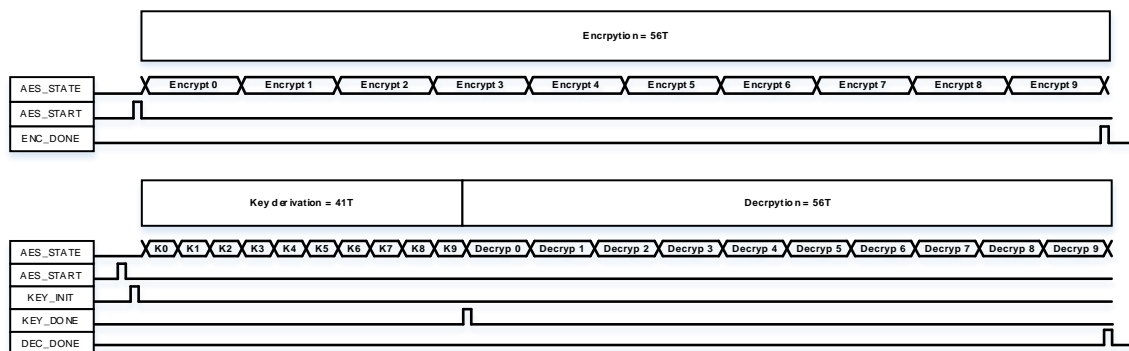 Encrpytion = 56T
AES_STATE Encrypt 0 Encrypt 1 Encrypt 2 Encrypt 3 Encrypt 4 Encrypt 5 Encrypt 6 Encrypt 7 Encrypt 8 Encrypt 9
AES_START
ENC_DONE
Key derivation = 41T Decrpytion = 56T
AES_STATE K0 K1 K2 K3 K4 K5 K6 K7 K8 K9 Decryp 0 Decryp 1 Decryp 2 Decryp 3 Decryp 4 Decryp 5 Decryp 6 Decryp 7 Decryp 8 Decryp 9
AES_START
KEY_INIT
KEY_DONE
DEC_DONE